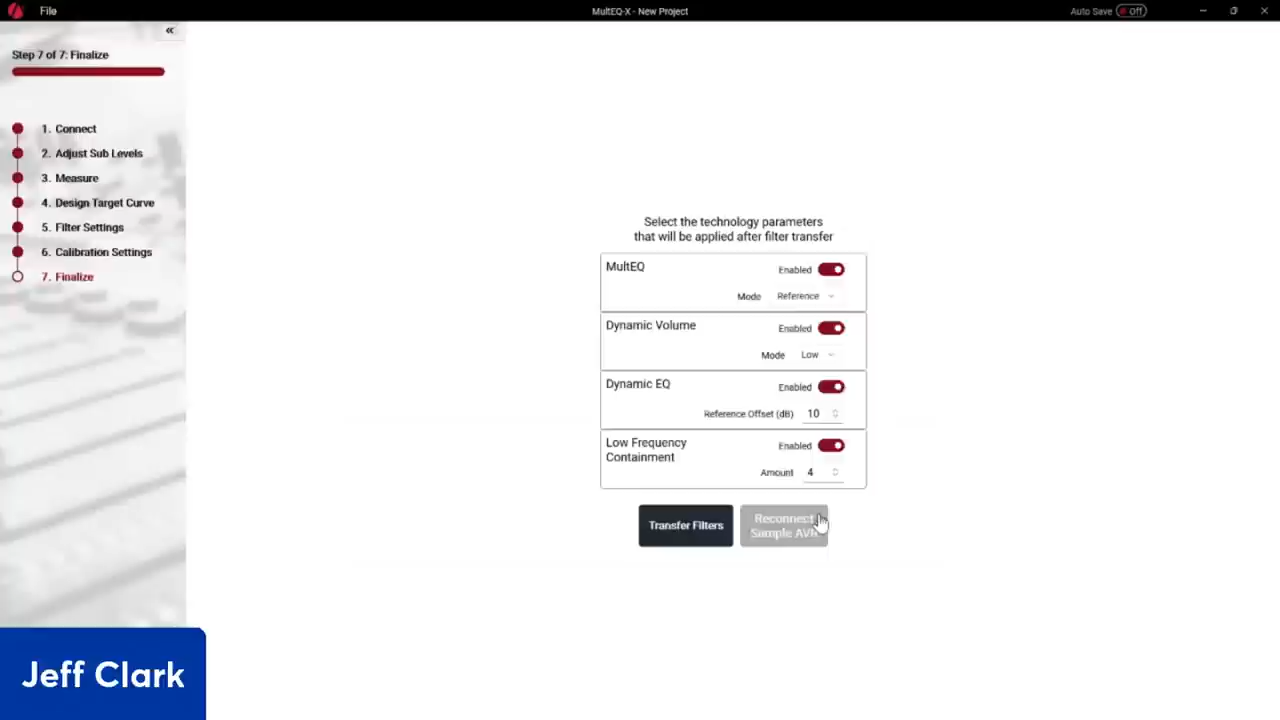 File
MultEQ-X - New Project
Auto Save Off
Step 7 of 7: Finalize
1. Connect
2. Adjust Sub Levels
3. Measure
4. Design Target Curve
5. Filter Settings
6. Calibration Settings
7. Finalize
Select the technology parameters
that will be applied after filter transfer
MultEQ
Enabled
Mode Reference
Dynamic Volume
Enabled
Mode Low
Dynamic EQ
Enabled
Reference Offset (dB) 10
Low Frequency
Containment
Enabled
Amount 4
Transfer Filters
Reconnect
Sample AVR
Jeff Clark